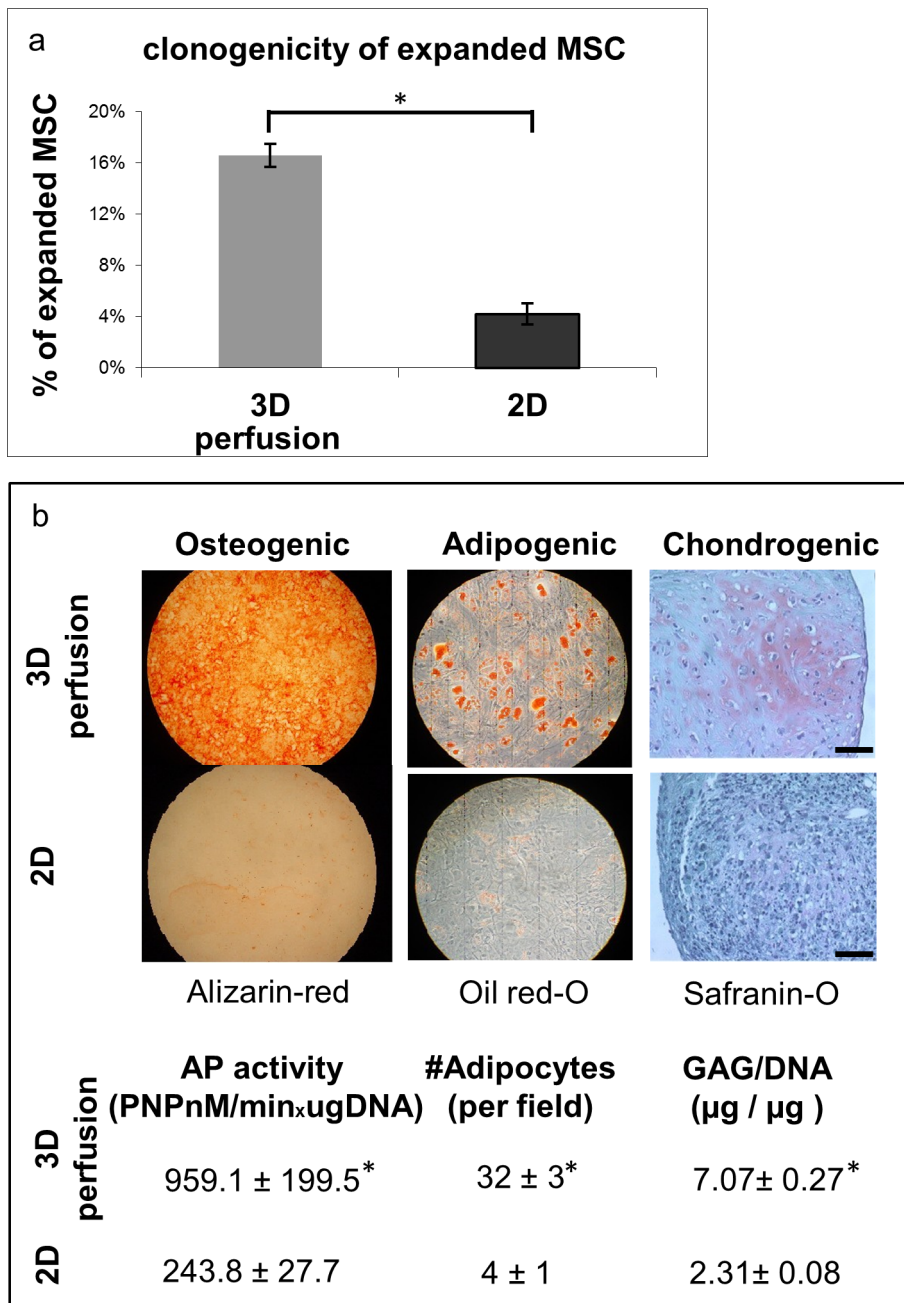 a
clonogenicity of expanded MSC
*
% of expanded MSC
20%
16%
12%
8%
4%
0%
3D
perfusion
2D
b
Osteogenic
Adipogenic
Chondrogenic
3D
perfusion
2D
Alizarin-red
Oil red-O
Safranin-O
AP activity
(PNPnM/minxugDNA)
#Adipocytes
(per field)
GAG/DNA
(µg / µg )
3D
perfusion
959.1 ± 199.5*
32 ± 3*
7.07± 0.27*
2D
243.8 ± 27.7
4 ± 1
2.31± 0.08